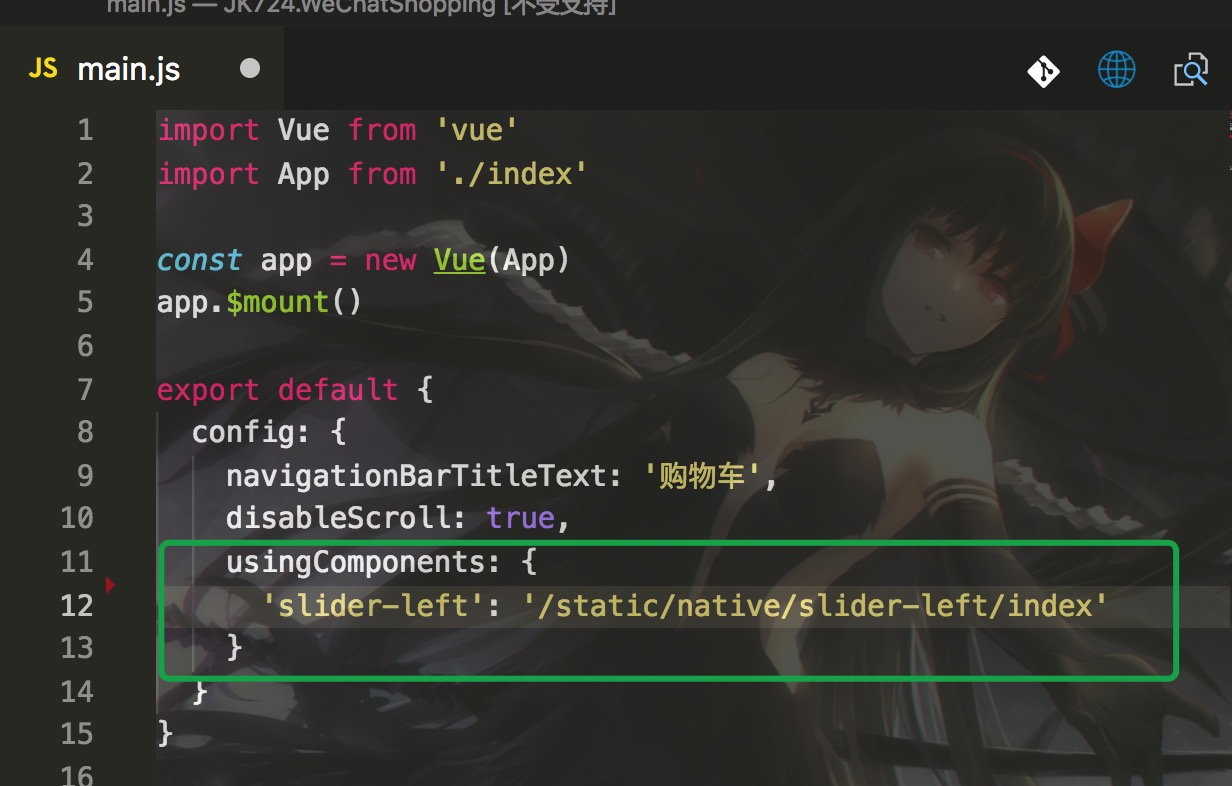 main.js — JK724.WeChatShopping [不受支持]
JS main.js
1 import Vue from 'vue'
2 import App from './index'
3
4 const app = new Vue(App)
5 app.$mount()
6
7 export default {
8 config: {
9 navigationBarTitleText: '购物车',
10 disableScroll: true,
11 usingComponents: {
12 'slider-left': '/static/native/slider-left/index'
13 }
14 }
15 }
16